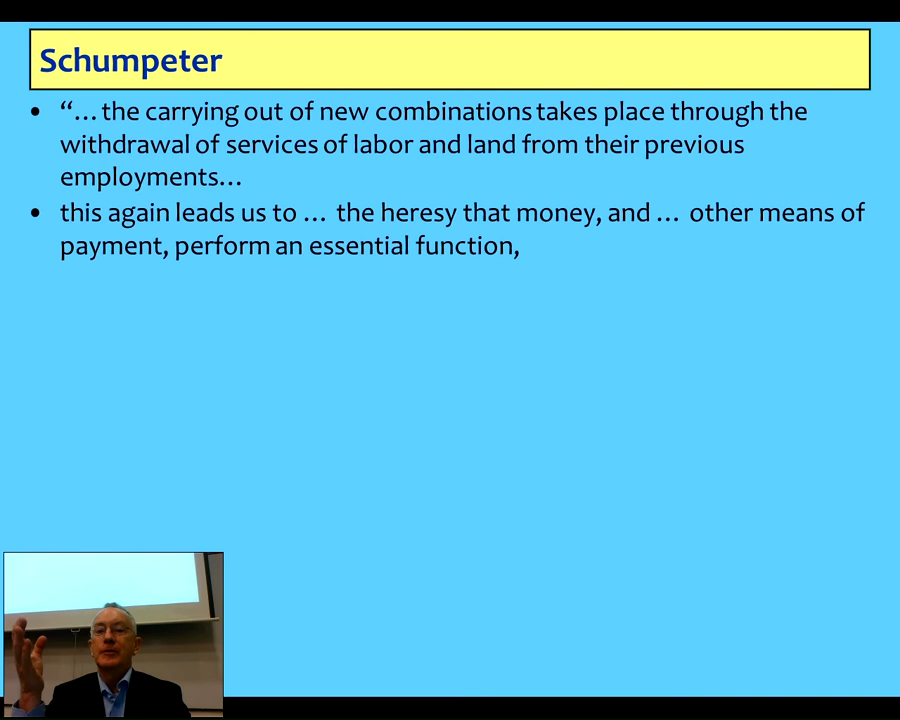 Schumpeter
• “…the carrying out of new combinations takes place through the
withdrawal of services of labor and land from their previous
employments…
• this again leads us to … the heresy that money, and … other means of
payment, perform an essential function,